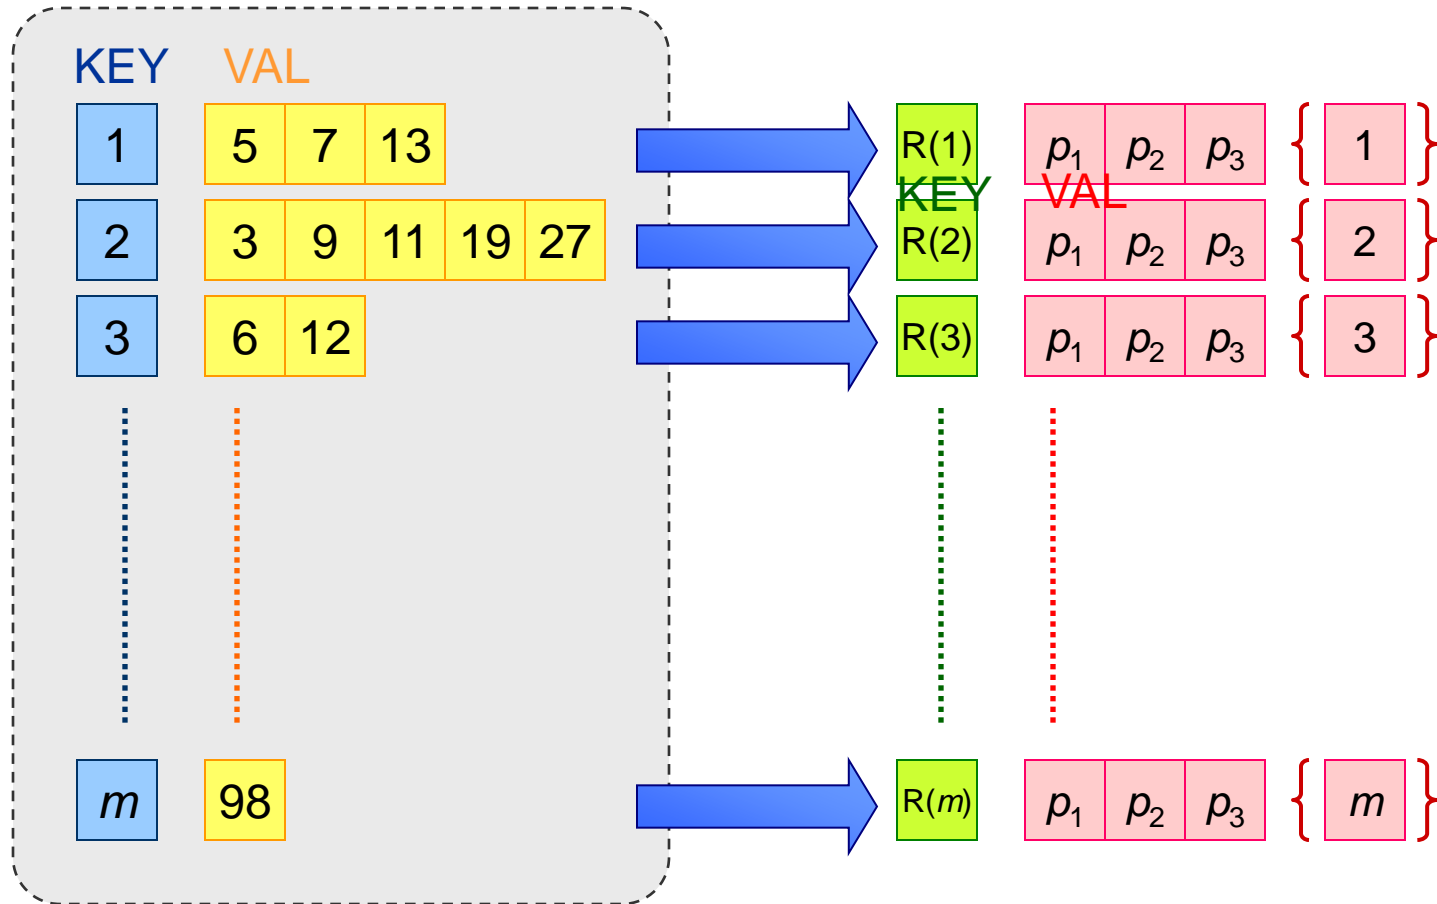 KEY VAL
1 5 7 13 R(1) p₁ p₂ p₃ { 1 }
KEY VAL
2 3 9 11 19 27 R(2) p₁ p₂ p₃ { 2 }
3 6 12 R(3) p₁ p₂ p₃ { 3 }
m 98 R(m) p₁ p₂ p₃ { m }